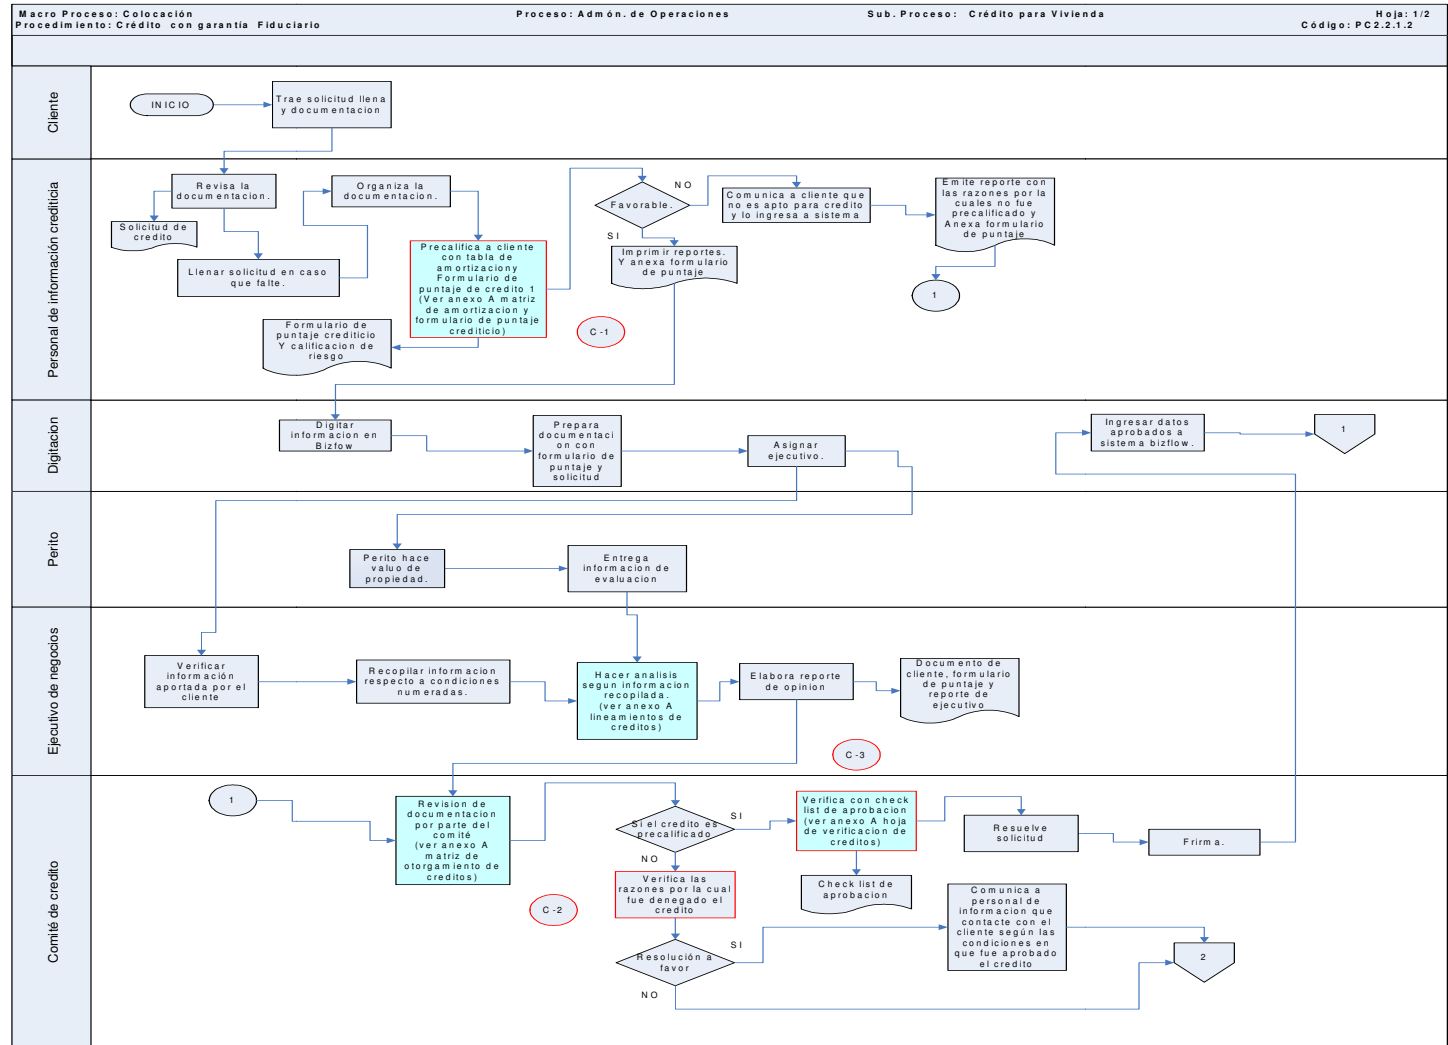 Macro Proceso: Colocación
Proceso: Admón. de Operaciones
Sub. Proceso: Crédito para Vivienda
Hoja: 1/2
Procedimiento: Crédito con garantía Fiduciario
Código: PC2.2.1.2
Cliente
INICIO
Trae solicitud llena
y documentacion
Personal de información crediticia
Revisa la
documentacion.
Solicitud de
credito
Llenar solicitud en caso
que falte.
Organiza la
documentacion.
Precalifica a cliente
con tabla de
amortizacion y
Formulario de
puntaje de credito 1
(Ver anexo A matriz
de amortizacion y
formulario de puntaje
crediticio)
Formulario de
puntaje crediticio
Y calificacion de
riesgo
C-1
Favorable.
NO
SI
Comunica a cliente que
no es apto para credito
y lo ingresa a sistema
Imprimir reportes.
Y anexa formulario
de puntaje
Emite reporte con
las razones por la
cuales no fue
precalificado y
Anexa formulario
de puntaje
1
Digitacion
Digitar
informacion en
Bizfow
Prepara
documentaci
on con
formulario de
puntaje y
solicitud
Asignar
ejecutivo.
Ingresar datos
aprobados a
sistema bizflow.
1
Perito
Perito hace
valuo de
propiedad.
Entrega
informacion de
evaluacion
Ejecutivo de negocios
Verificar
información
aportada por el
cliente
Recopilar informacion
respecto a condiciones
numeradas.
Hacer analisis
segun informacion
recopilada.
(ver anexo A
lineamientos de
creditos)
Elabora reporte
de opinion
Documento de
cliente, formulario
de puntaje y
reporte de
ejecutivo
C-3
Comité de credito
1
Revision de
documentacion
por parte del
comité
(ver anexo A
matriz de
otorgamiento de
creditos)
C-2
Si el credito es
precalificado
SI
NO
Verifica con check
list de aprobacion
(ver anexo A hoja
de verificacion de
creditos)
Check list de
aprobacion
Resuelve
solicitud
Frirma.
Verifica las
razones por la cual
fue denegado el
credito
Resolución a
favor
SI
NO
Comunica a
personal de
informacion que
contacte con el
cliente según las
condiciones en
que fue aprobado
el credito
2